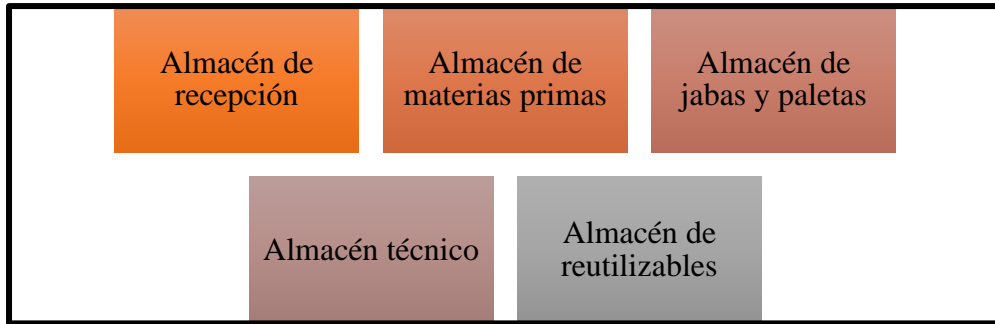 Almacén de
recepción
Almacén de
materias primas
Almacén de
jabas y paletas
Almacén técnico
Almacén de
reutilizables